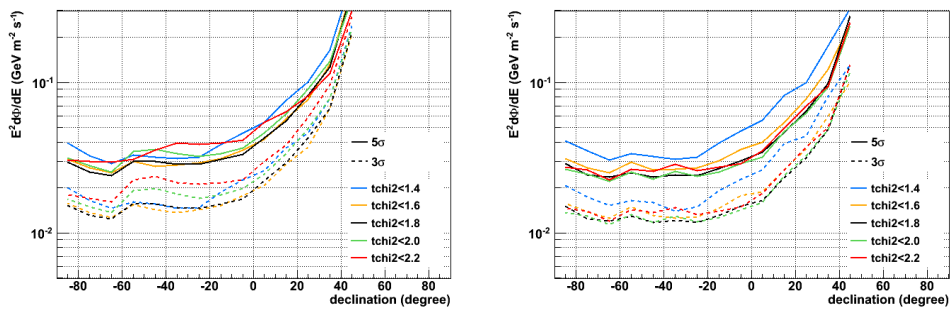 E²dΦ/dE (GeV m⁻² s⁻¹)
10⁻¹
10⁻²
5σ
3σ
tchi2<1.4
tchi2<1.6
tchi2<1.8
tchi2<2.0
tchi2<2.2
-80 -60 -40 -20 0 20 40 60 80
declination (degree)
E²dΦ/dE (GeV m⁻² s⁻¹)
10⁻¹
10⁻²
5σ
3σ
tchi2<1.4
tchi2<1.6
tchi2<1.8
tchi2<2.0
tchi2<2.2
-80 -60 -40 -20 0 20 40 60 80
declination (degree)